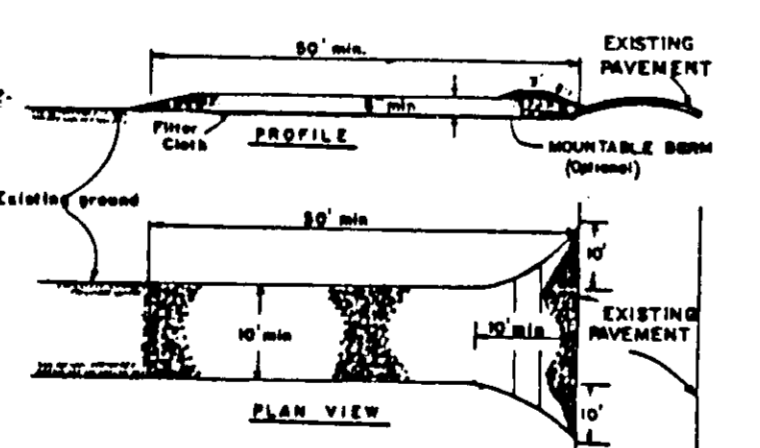 50' min.
EXISTING
PAVEMENT
min
Filter
Cloth
PROFILE
MOUNTABLE BERM
(Optional)
Existing ground
50' min
10'
10' min
10' min
EXISTING
PAVEMENT
10'
PLAN VIEW